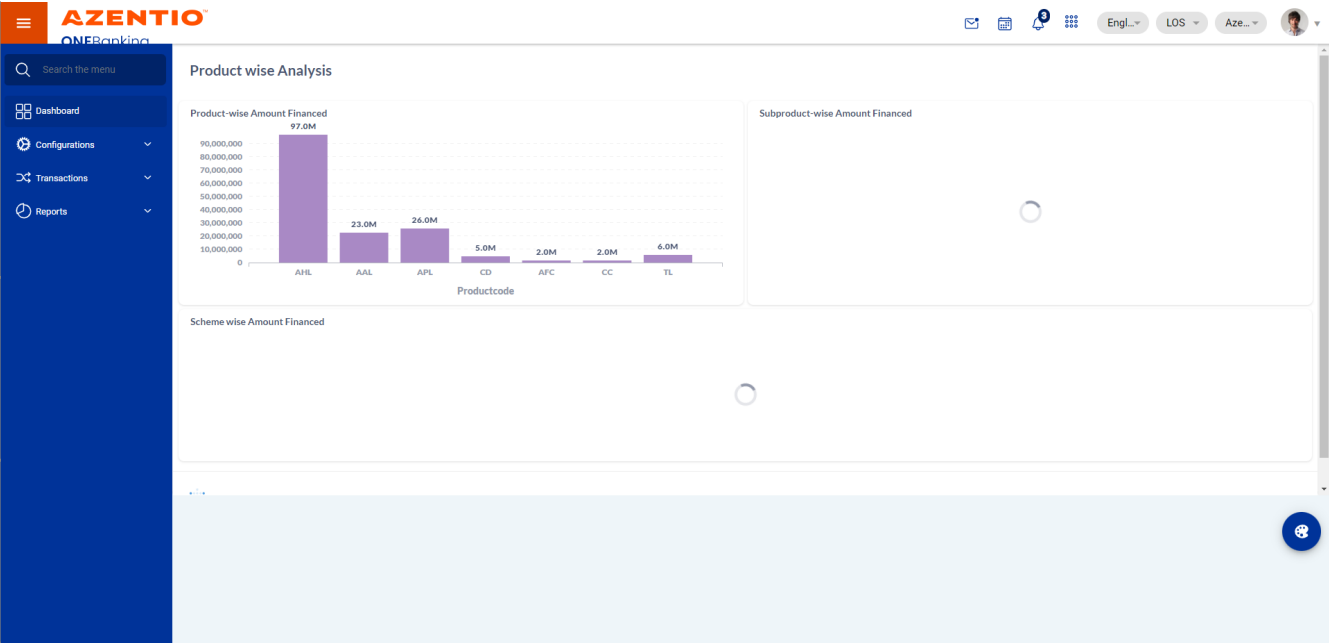 AZENTIO™
ONEBanking
3
Engl...
LOS
Aze...
Search the menu
Dashboard
Configurations
Transactions
Reports
Product wise Analysis
Product-wise Amount Financed
97.0M
90,000,000
80,000,000
70,000,000
60,000,000
50,000,000
40,000,000
30,000,000
20,000,000
10,000,000
0
23.0M
26.0M
5.0M
2.0M
2.0M
6.0M
AHL AAL APL CD AFC CC TL
Productcode
Subproduct-wise Amount Financed
Scheme wise Amount Financed